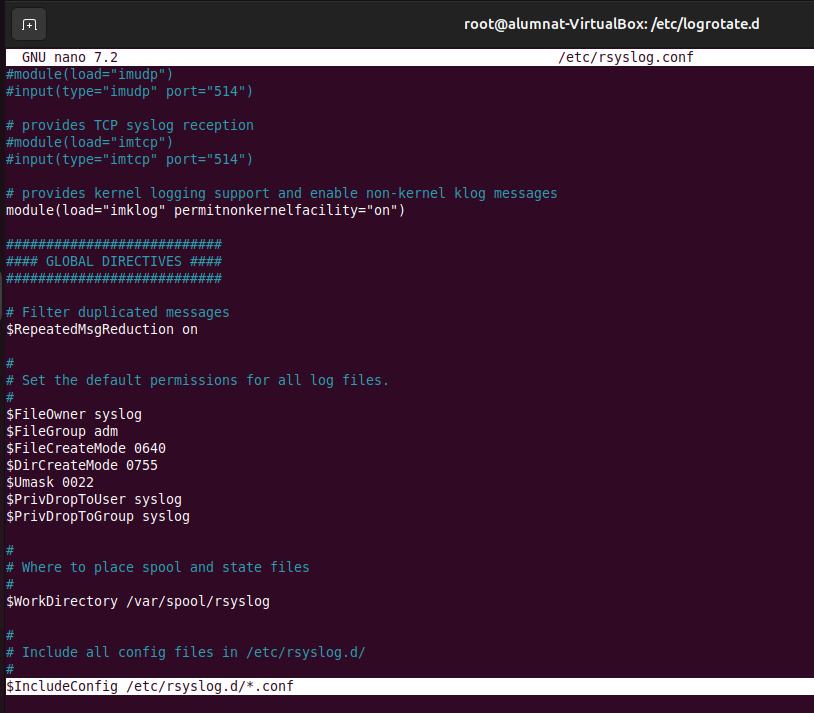 root@alumnat-VirtualBox: /etc/logrotate.d
GNU nano 7.2 /etc/rsyslog.conf
#module(load="imudp")
#input(type="imudp" port="514")
# provides TCP syslog reception
#module(load="imtcp")
#input(type="imtcp" port="514")
# provides kernel logging support and enable non-kernel klog messages
module(load="imklog" permitnonkernelfacility="on")
###########################
#### GLOBAL DIRECTIVES ####
###########################
# Filter duplicated messages
$RepeatedMsgReduction on
#
# Set the default permissions for all log files.
#
$FileOwner syslog
$FileGroup adm
$FileCreateMode 0640
$DirCreateMode 0755
$Umask 0022
$PrivDropToUser syslog
$PrivDropToGroup syslog
#
# Where to place spool and state files
#
$WorkDirectory /var/spool/rsyslog
#
# Include all config files in /etc/rsyslog.d/
#
$IncludeConfig /etc/rsyslog.d/*.conf